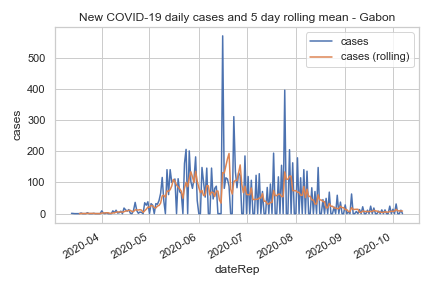 New COVID-19 daily cases and 5 day rolling mean - Gabon
cases
cases (rolling)
500
400
300
200
100
0
cases
2020-04
2020-05
2020-06
2020-07
2020-08
2020-09
2020-10
dateRep